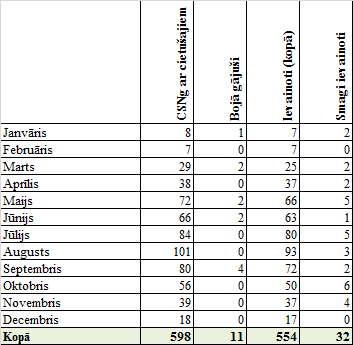 CSNg ar cietušajiem Bojā gājuši Ievainoti (kopā) Smagi ievainoti
Janvāris 8 1 7 2
Februāris 7 0 7 0
Marts 29 2 25 2
Aprīlis 38 0 37 2
Maijs 72 2 66 5
Jūnijs 66 2 63 1
Jūlijs 84 0 80 5
Augusts 101 0 93 3
Septembris 80 4 72 2
Oktobris 56 0 50 6
Novembris 39 0 37 4
Decembris 18 0 17 0
Kopā 598 11 554 32